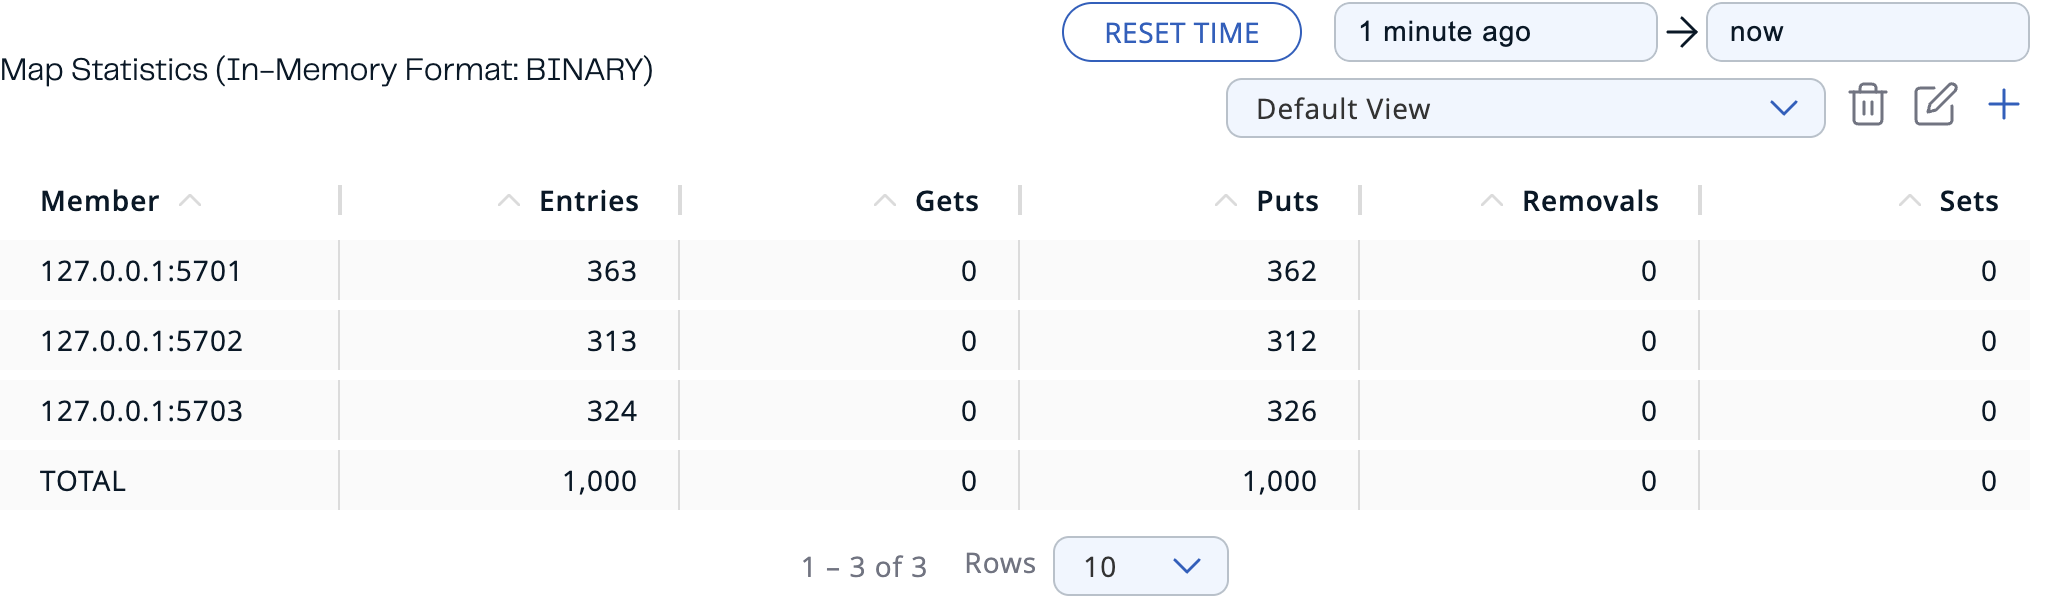 RESET TIME 1 minute ago now
Map Statistics (In-Memory Format: BINARY)
Default View
Member Entries Gets Puts Removals Sets
127.0.0.1:5701 363 0 362 0 0
127.0.0.1:5702 313 0 312 0 0
127.0.0.1:5703 324 0 326 0 0
TOTAL 1,000 0 1,000 0 0
1 – 3 of 3 Rows 10